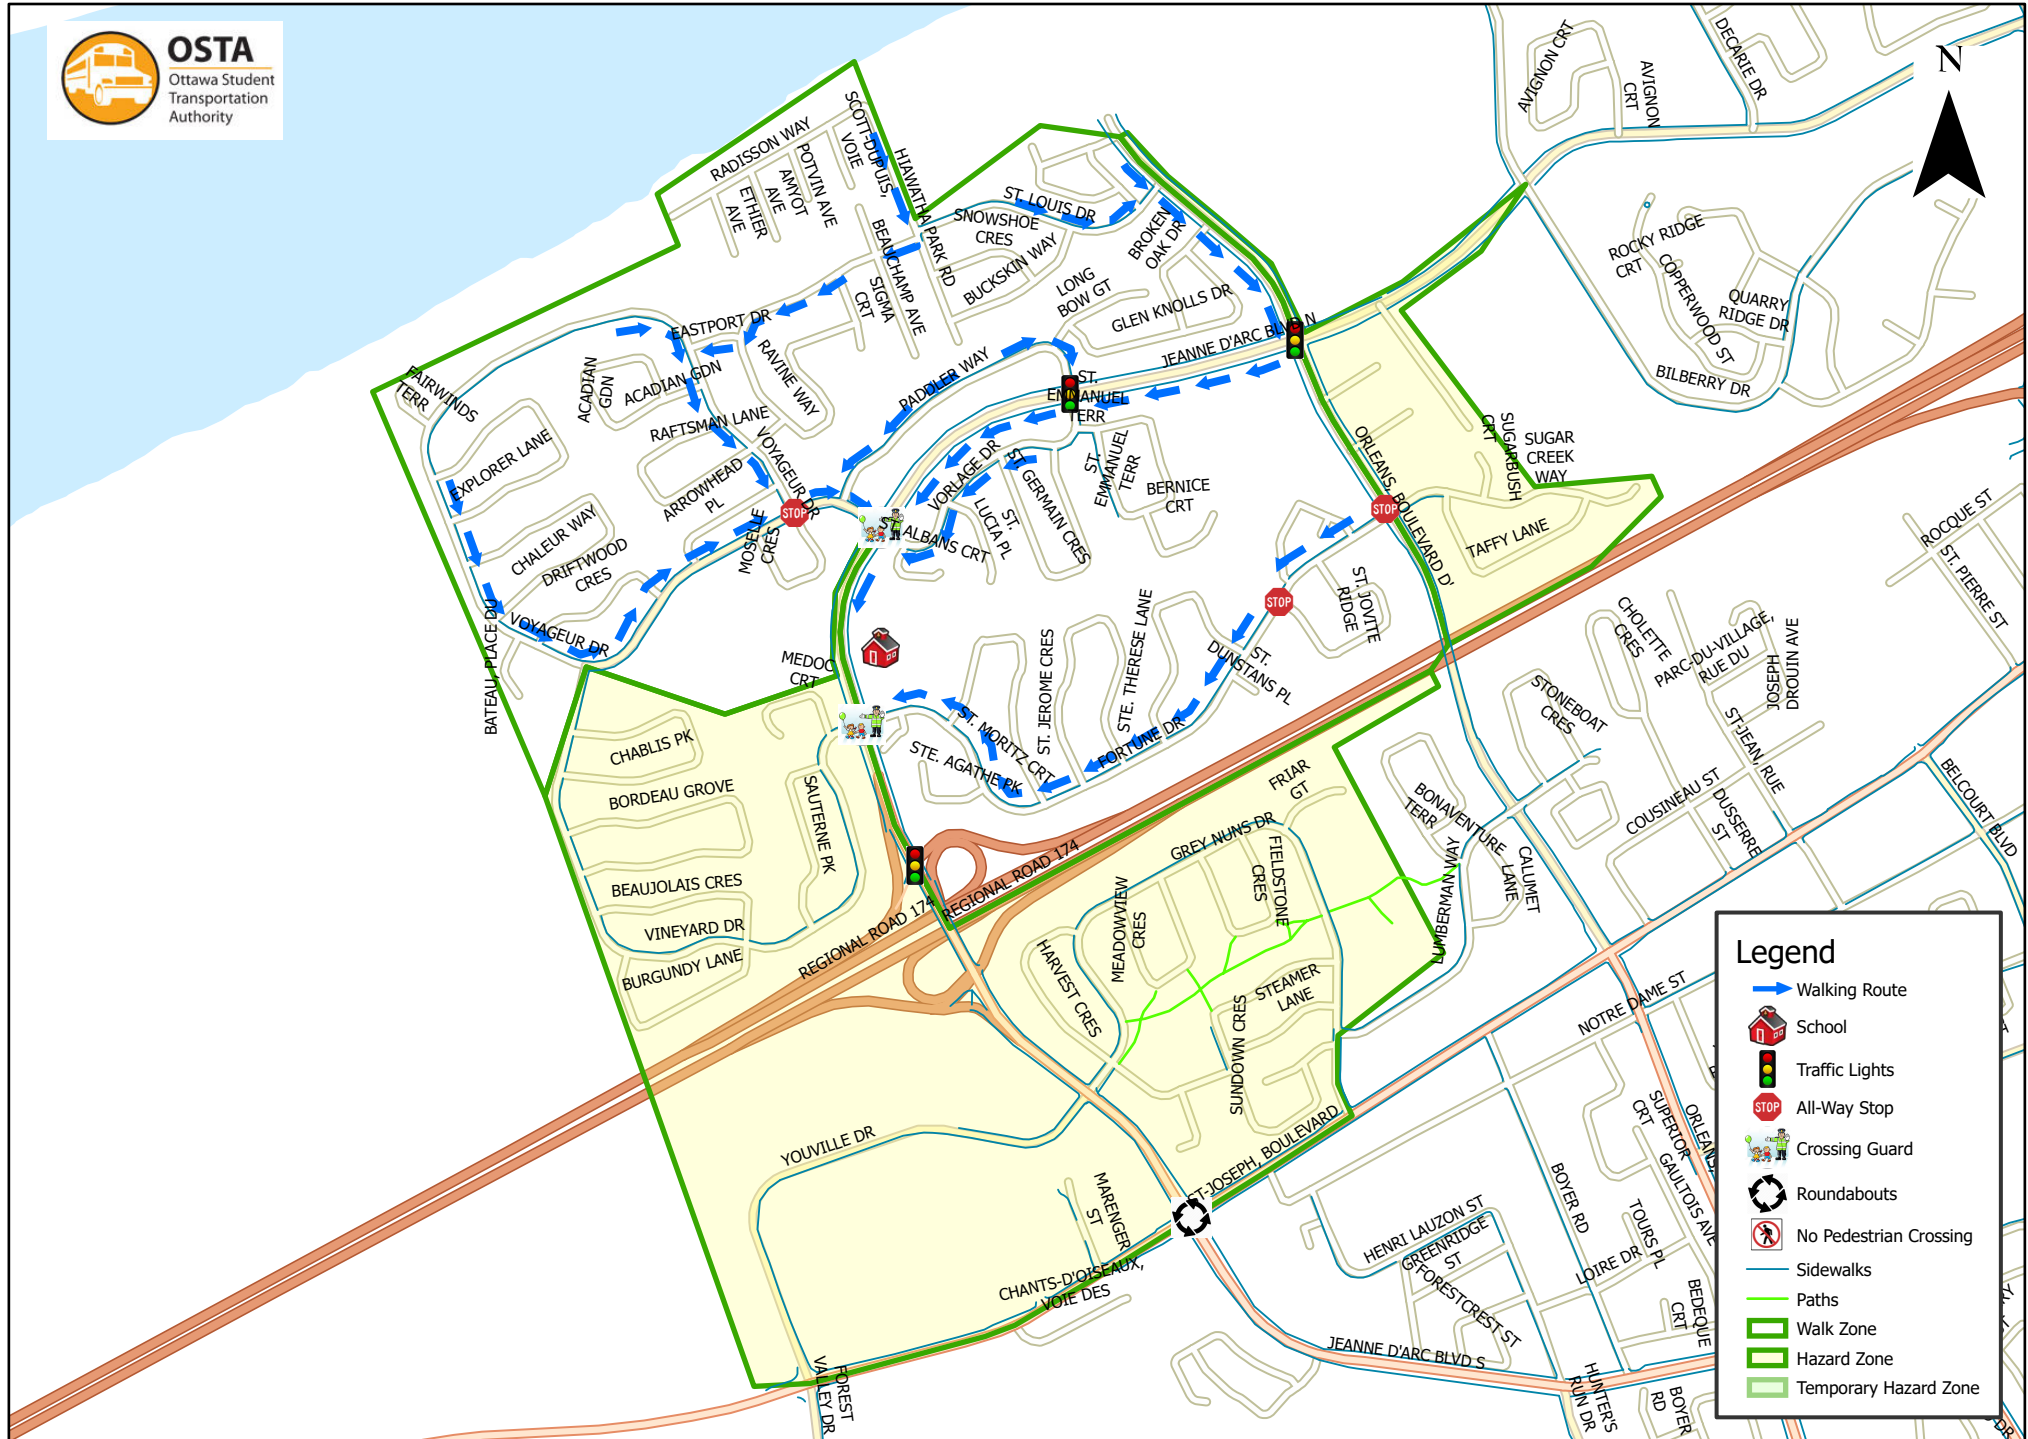 OSTA
Ottawa Student
Transportation
Authority
N
AVIGNON CRT
AVIGNON
CRT
DECARIE DR
RADISSON WAY
SCOTT-DUPUIS,
VOIE
HIAWATHA PARK RD
POTVIN AVE
AMYOT
AVE
ETHIER
AVE
ST. LOUIS DR
SNOWSHOE
CRES
BUCKSKIN WAY
BEAUCHAMP AVE
SIGMA
CRT
BROKEN
OAK DR
LONG
BOW GT
GLEN KNOLLS DR
JEANNE D'ARC BLVD N
ROCKY RIDGE
CRT
COPPERWOOD ST
QUARRY
RIDGE DR
BILBERRY DR
EASTPORT DR
RAVINE WAY
PADDLER WAY
ST.
EMMANUEL
TERR
FAIRWINDS
TERR
ACADIAN
GDN
ACADIAN GDN
RAFTSMAN LANE
VOYAGEUR DR
ARROWHEAD
PL
EXPLORER LANE
CHALEUR WAY
DRIFTWOOD
CRES
MOSELLE
CRES
STOP
VORLAGE DR
ST. GERMAIN CRES
ST.
LUCIA PL
ST. ALBANS CRT
ST.
EMMANUEL
TERR
BERNICE
CRT
ORLEANS, BOULEVARD D'
STOP
SUGARBUSH
CRT
SUGAR
CREEK
WAY
TAFFY LANE
ROCQUE ST
ST. PIERRE ST
STOP
ST. JOVITE
RIDGE
BATEAU, PLACE DU
VOYAGEUR DR
MEDOC
CRT
ST. JEROME CRES
STE. THERESE LANE
ST.
DUNSTANS PL
CHOLETTE
CRES
PARC-DU-VILLAGE,
RUE DU
JOSEPH
DROUIN AVE
STONEBOAT
CRES
ST-JEAN, RUE
CHABLIS PK
BORDEAU GROVE
SAUTERNE PK
STE. AGATHE PK
ST. MORITZ CRT
FORTUNE DR
FRIAR
GT
BONAVENTURE
TERR
COUSINEAU ST
DUSSERRE
ST
BELCOURT BLVD
BEAUJOLAIS CRES
VINEYARD DR
BURGUNDY LANE
REGIONAL ROAD 174
REGIONAL ROAD 174
GREY NUNS DR
FIELDSTONE
CRES
MEADOWVIEW
CRES
HARVEST CRES
LUMBERMAN WAY
CALUMET
LANE
STEAMER
LANE
SUNDOWN CRES
NOTRE DAME ST
YOUVILLE DR
MARENGER
ST
ST-JOSEPH, BOULEVARD
CHANTS-D'OISEAUX,
VOIE DES
FOREST
VALLEY DR
SUPERIOR
CRT
ORLEANS,
GAULTOIS AVE
BOYER RD
TOURS PL
LOIRE DR
HENRI LAUZON ST
GREENRIDGE
ST
FORESTCREST ST
BEDEQUE
CRT
JEANNE D'ARC BLVD S
HUNTER'S
RUN DR
BOYER
RD
Legend
Walking Route
School
Traffic Lights
STOP
All-Way Stop
Crossing Guard
Roundabouts
No Pedestrian Crossing
Sidewalks
Paths
Walk Zone
Hazard Zone
Temporary Hazard Zone